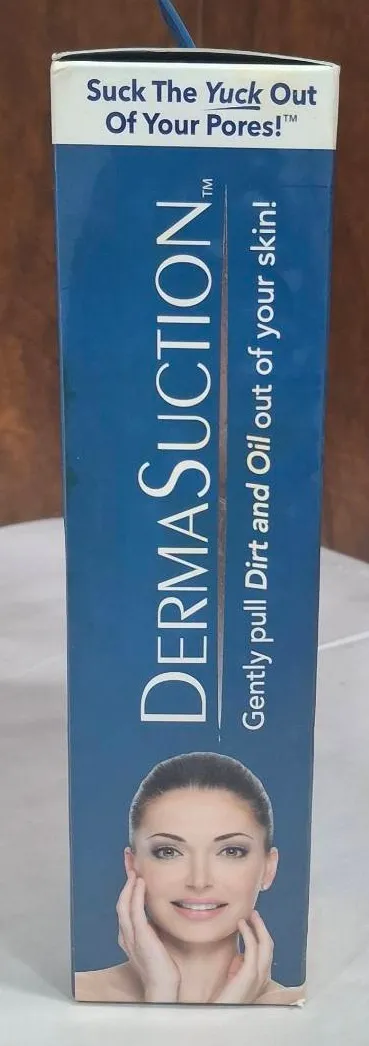 Suck The Yuck Out
Of Your Pores!™
DERMASUCTION™
Gently pull Dirt and Oil out of your skin!